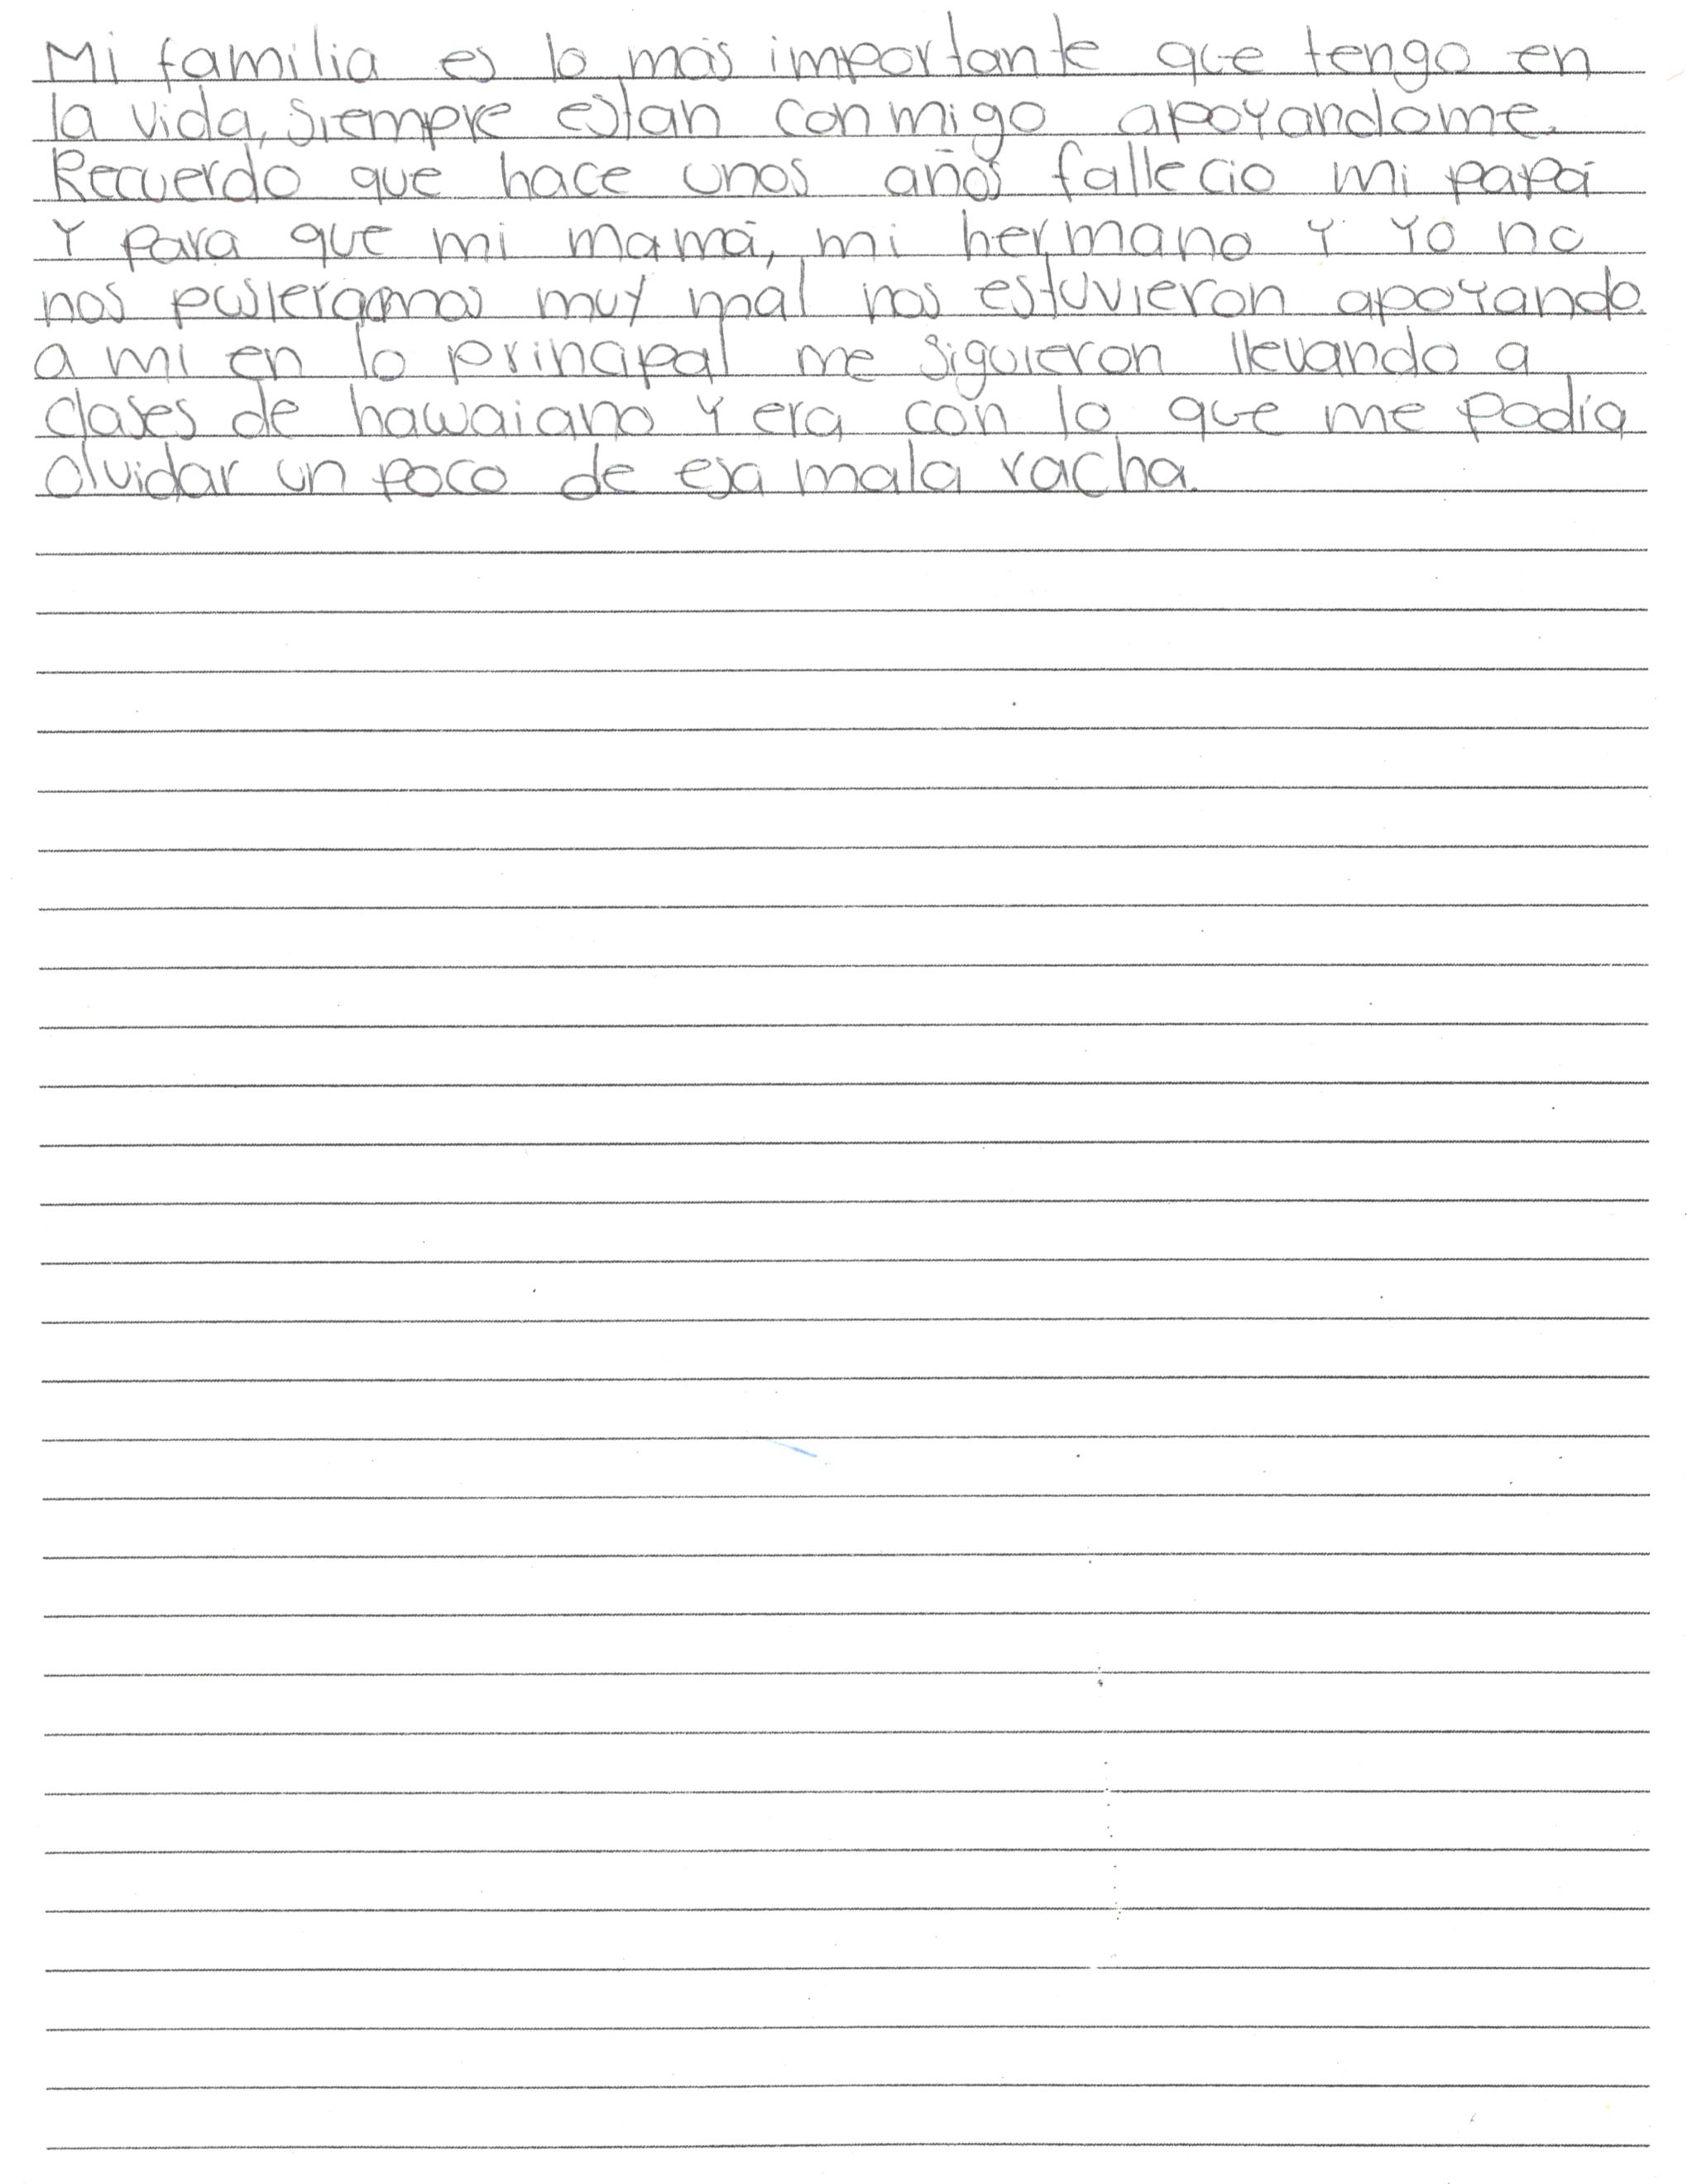 Mi familia es lo más importante que tengo en
la vida, siempre estan conmigo apoyandome.
Recuerdo que hace unos años fallecio mi papá
Y para que mi mamá, mi hermano Y Yo no
nos pusieramos muy mal nos estuvieron apoyando.
a mi en lo principal me siguieron llevando a
clases de hawaiano Y era con lo que me podía
olvidar un poco de esa mala racha.